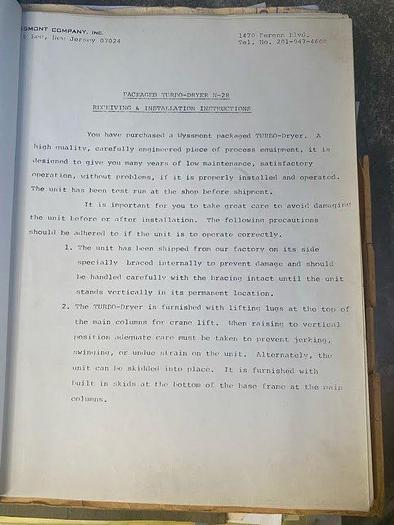 SSMONT COMPANY, INC.
Lee, New Jersey 07024
1470 Bergen Blvd.
Tel. No. 201-947-4600
PACKAGED TURBO-DRYER N-28
RECEIVING & INSTALLATION INSTRUCTIONS
You have purchased a Wyssmont packaged TURBO-Dryer. A
high quality, carefully engineered piece of process equipment, it is
designed to give you many years of low maintenance, satisfactory
operation, without problems, if it is properly installed and operated.
The unit has been test run at the shop before shipment.
It is important for you to take great care to avoid damaging
the unit before or after installation. The following precautions
should be adhered to if the unit is to operate correctly.
1. The unit has been shipped from our factory on its side
specially braced internally to prevent damage and should
be handled carefully with the bracing intact until the unit
stands vertically in its permanent location.
2. The TURBO-Dryer is furnished with lifting lugs at the top of
the main columns for crane lift. When raising to vertical
position adequate care must be taken to prevent jerking,
swinging, or undue strain on the unit. Alternately, the
unit can be skidded into place. It is furnished with
built in skids at the bottom of the base frame at the main
columns.